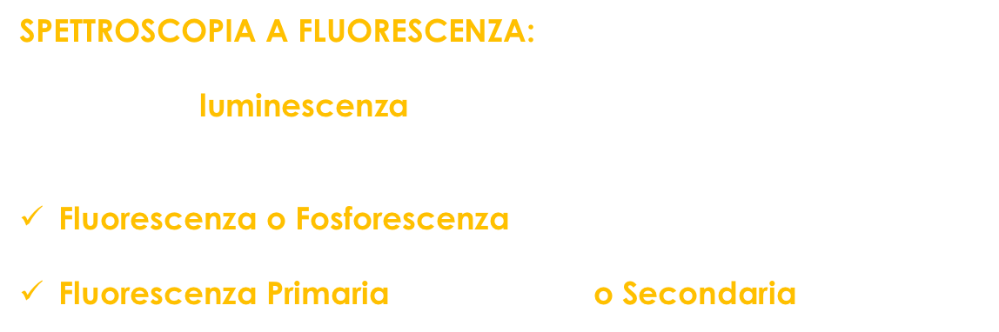 SPETTROSCOPIA A FLUORESCENZA:
luminescenza
✓ Fluorescenza o Fosforescenza
✓ Fluorescenza Primaria o Secondaria